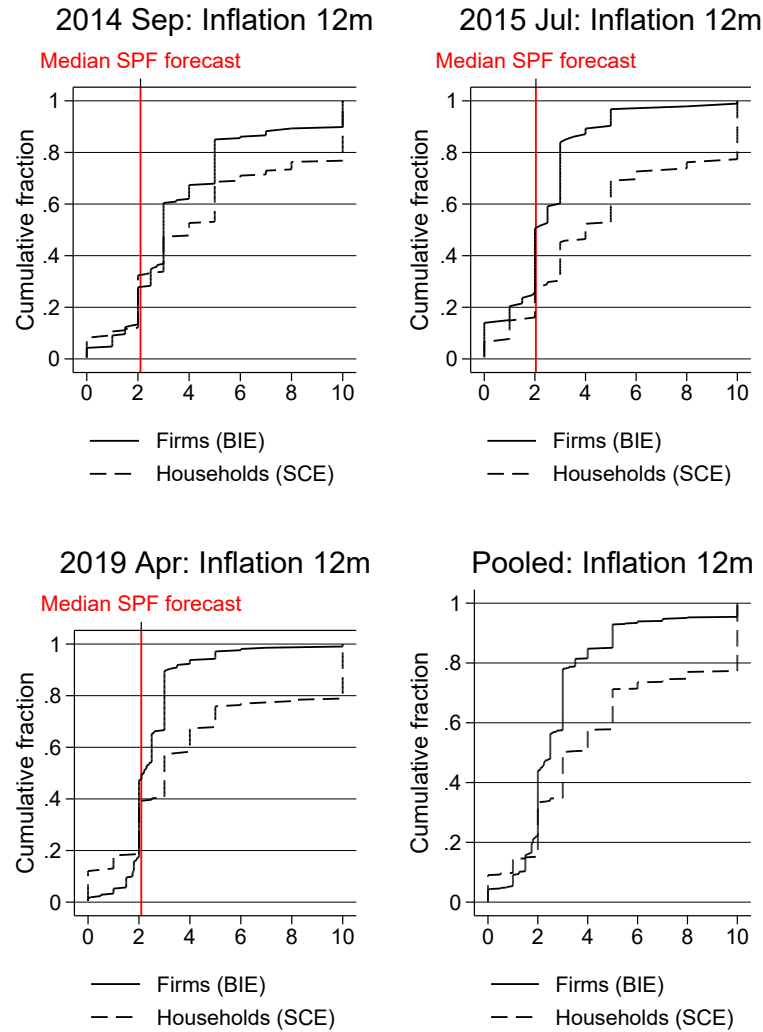 2014 Sep: Inflation 12m
Median SPF forecast
Cumulative fraction
1
.8
.6
.4
.2
0
0 2 4 6 8 10
Firms (BIE)
Households (SCE)
2015 Jul: Inflation 12m
Median SPF forecast
Cumulative fraction
1
.8
.6
.4
.2
0
0 2 4 6 8 10
Firms (BIE)
Households (SCE)
2019 Apr: Inflation 12m
Median SPF forecast
Cumulative fraction
1
.8
.6
.4
.2
0
0 2 4 6 8 10
Firms (BIE)
Households (SCE)
Pooled: Inflation 12m
Cumulative fraction
1
.8
.6
.4
.2
0
0 2 4 6 8 10
Firms (BIE)
Households (SCE)